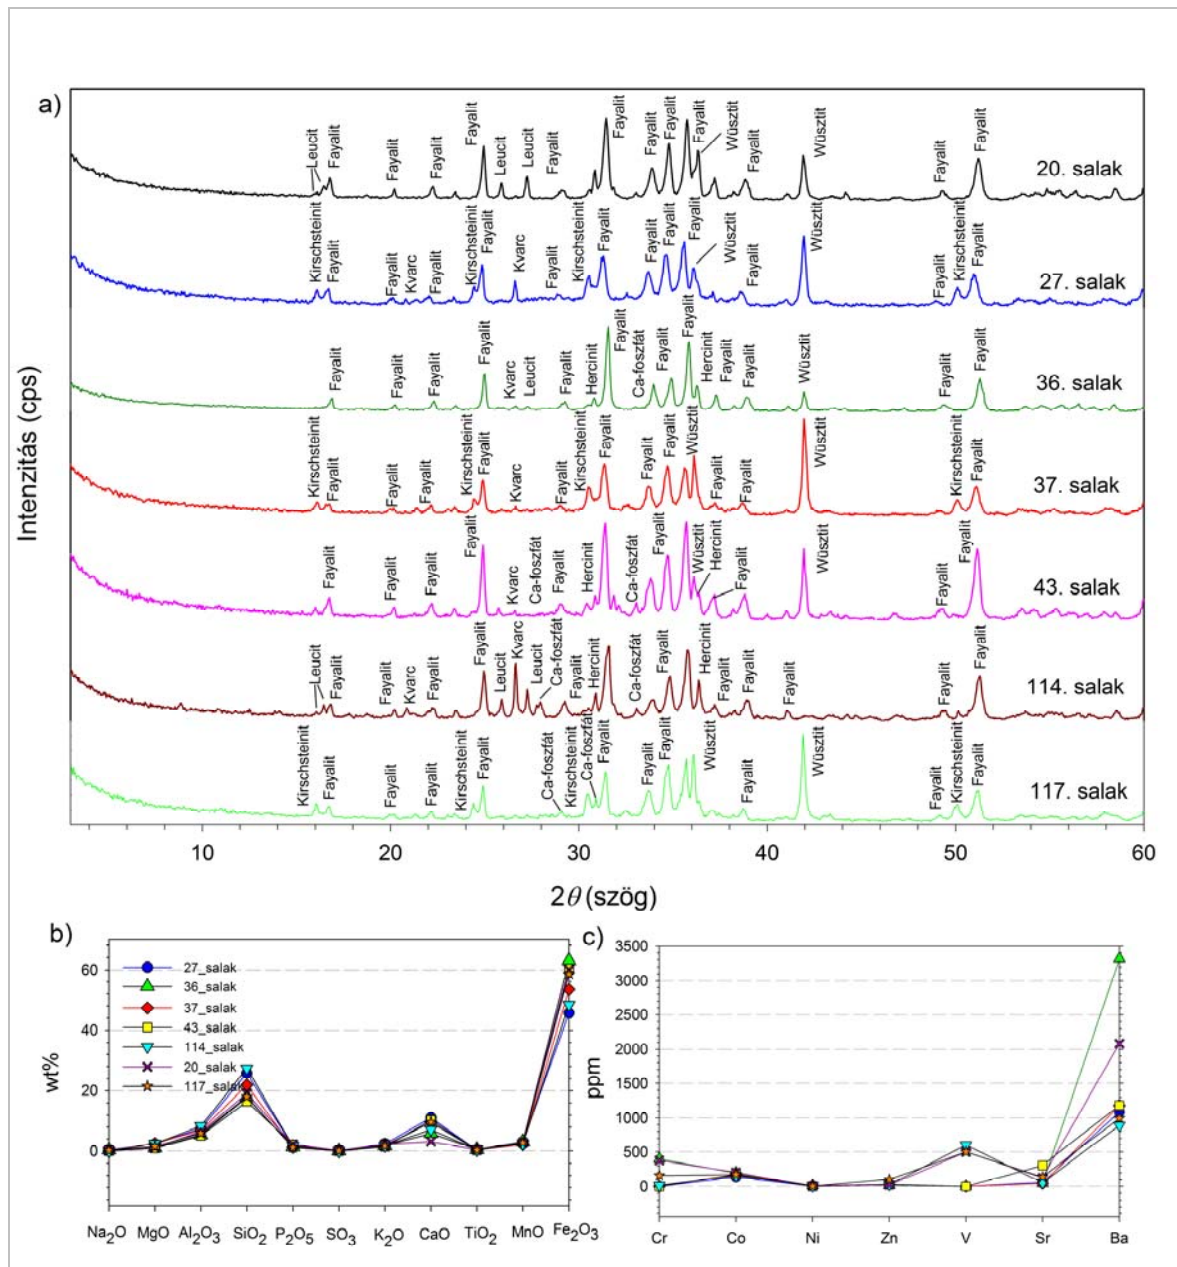 a)
Intenzitás (cps)
Leucit
Fayalit
Fayalit
Fayalit
Fayalit
Leucit
Leucit
Fayalit
Fayalit
Fayalit
Fayalit
Fayalit
Wüsztit
Fayalit
Wüsztit
Fayalit
Fayalit
20. salak
Kirschsteinit
Fayalit
Fayalit
Kvarc
Fayalit
Kirschsteinit
Fayalit
Kvarc
Fayalit
Kirschsteinit
Fayalit
Fayalit
Fayalit
Fayalit
Wüsztit
Fayalit
Wüsztit
Fayalit
Kirschsteinit
Fayalit
27. salak
Fayalit
Fayalit
Fayalit
Fayalit
Kvarc
Leucit
Fayalit
Hercinit
Fayalit
Ca-foszfát
Fayalit
Fayalit
Hercinit
Fayalit
Fayalit
Wüsztit
Fayalit
Fayalit
36. salak
Kirschsteinit
Fayalit
Fayalit
Fayalit
Kirschsteinit
Fayalit
Kvarc
Fayalit
Kirschsteinit
Fayalit
Fayalit
Fayalit
Wüsztit
Fayalit
Fayalit
Wüsztit
Kirschsteinit
Fayalit
37. salak
Fayalit
Fayalit
Fayalit
Fayalit
Kvarc
Ca-foszfát
Fayalit
Hercinit
Ca-foszfát
Fayalit
Wüsztit
Hercinit
Fayalit
Wüsztit
Fayalit
Fayalit
43. salak
Leucit
Fayalit
Fayalit
Kvarc
Fayalit
Fayalit
Leucit
Kvarc
Leucit
Ca-foszfát
Fayalit
Hercinit
Ca-foszfát
Fayalit
Hercinit
Fayalit
Fayalit
Fayalit
Fayalit
Fayalit
114. salak
Kirschsteinit
Fayalit
Fayalit
Fayalit
Kirschsteinit
Fayalit
Ca-foszfát
Kirschsteinit
Ca-foszfát
Fayalit
Fayalit
Fayalit
Wüsztit
Fayalit
Wüsztit
Fayalit
Kirschsteinit
Fayalit
117. salak
10 20 30 40 50 60
2θ (szög)
b)
wt%
60
40
20
0
27_salak
36_salak
37_salak
43_salak
114_salak
20_salak
117_salak
Na2O MgO Al2O3 SiO2 P2O5 SO3 K2O CaO TiO2 MnO Fe2O3
c)
ppm
3500
3000
2500
2000
1500
1000
500
0
Cr Co Ni Zn V Sr Ba